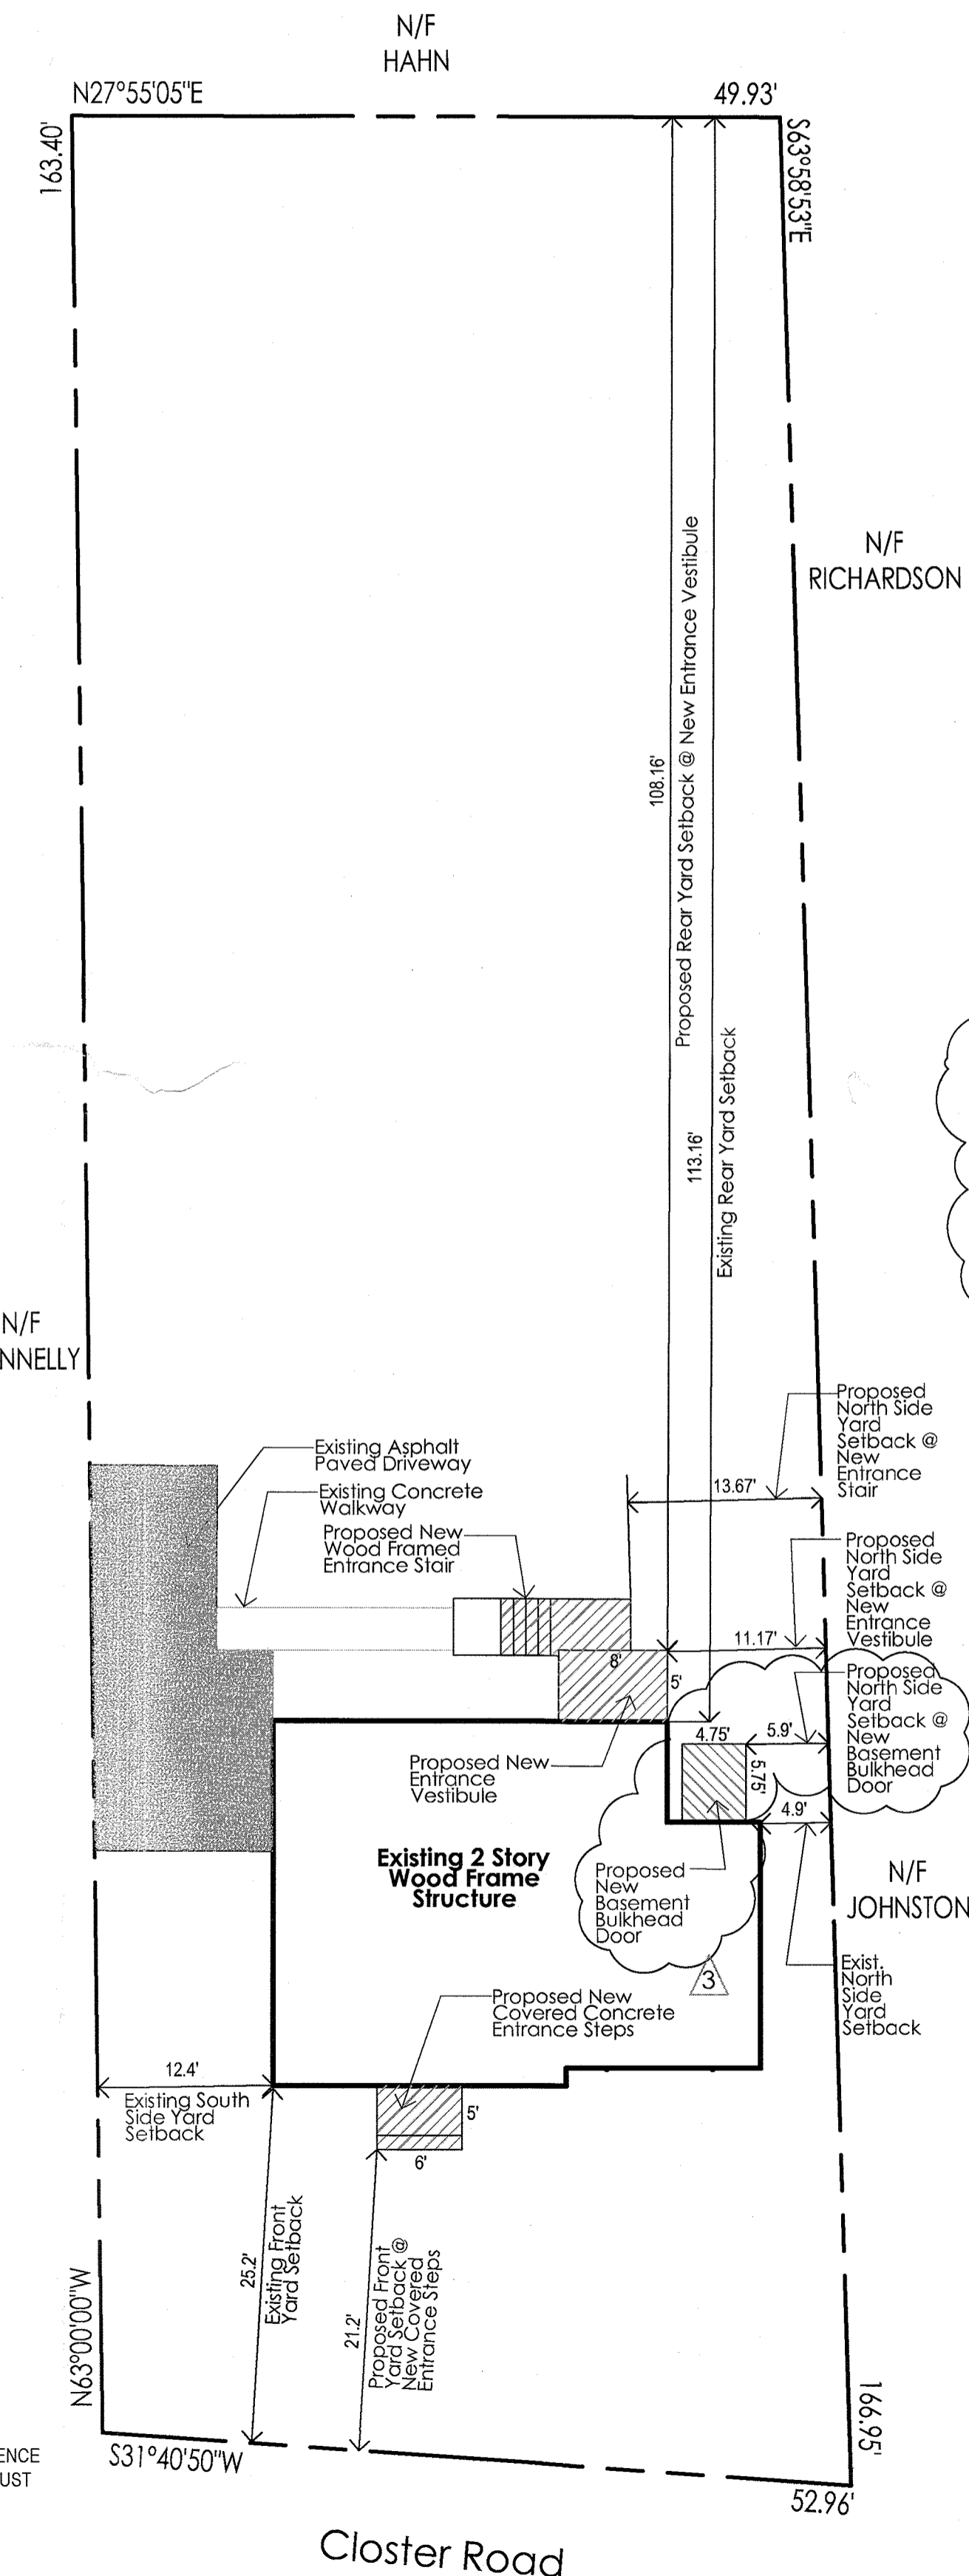 N/F
HAHN
N27°55'05"E
49.93'
163.40'
S63°58'53"E
N/F
RICHARDSON
Proposed Rear Yard Setback @ New Entrance Vestibule
108.16'
Existing Rear Yard Setback
113.16'
N/F
NNELLY
Proposed
North Side
Yard
Setback @
New
Entrance
Stair
13.67'
Existing Asphalt
Paved Driveway
Existing Concrete
Walkway
Proposed New
Wood Framed
Entrance Stair
Proposed
North Side
Yard
Setback @
New
Entrance
Vestibule
11.17'
8'
5'
Proposed
North Side
Yard
Setback @
New
Basement
Bulkhead
Door
4.75'
5.9'
5.75'
4.9'
Proposed New
Entrance
Vestibule
Existing 2 Story
Wood Frame
Structure
Proposed
New
Basement
Bulkhead
Door
3
N/F
JOHNSTON
Exist.
North
Side
Yard
Setback
Proposed New
Covered Concrete
Entrance Steps
12.4'
Existing South
Side Yard
Setback
5'
6'
25.2'
Existing Front
Yard Setback
21.2'
Proposed Front
Yard Setback @
New Covered
Entrance Steps
N63°00'00"W
166.95'
ENCE
UST
S31°40'50"W
52.96'
Closter Road